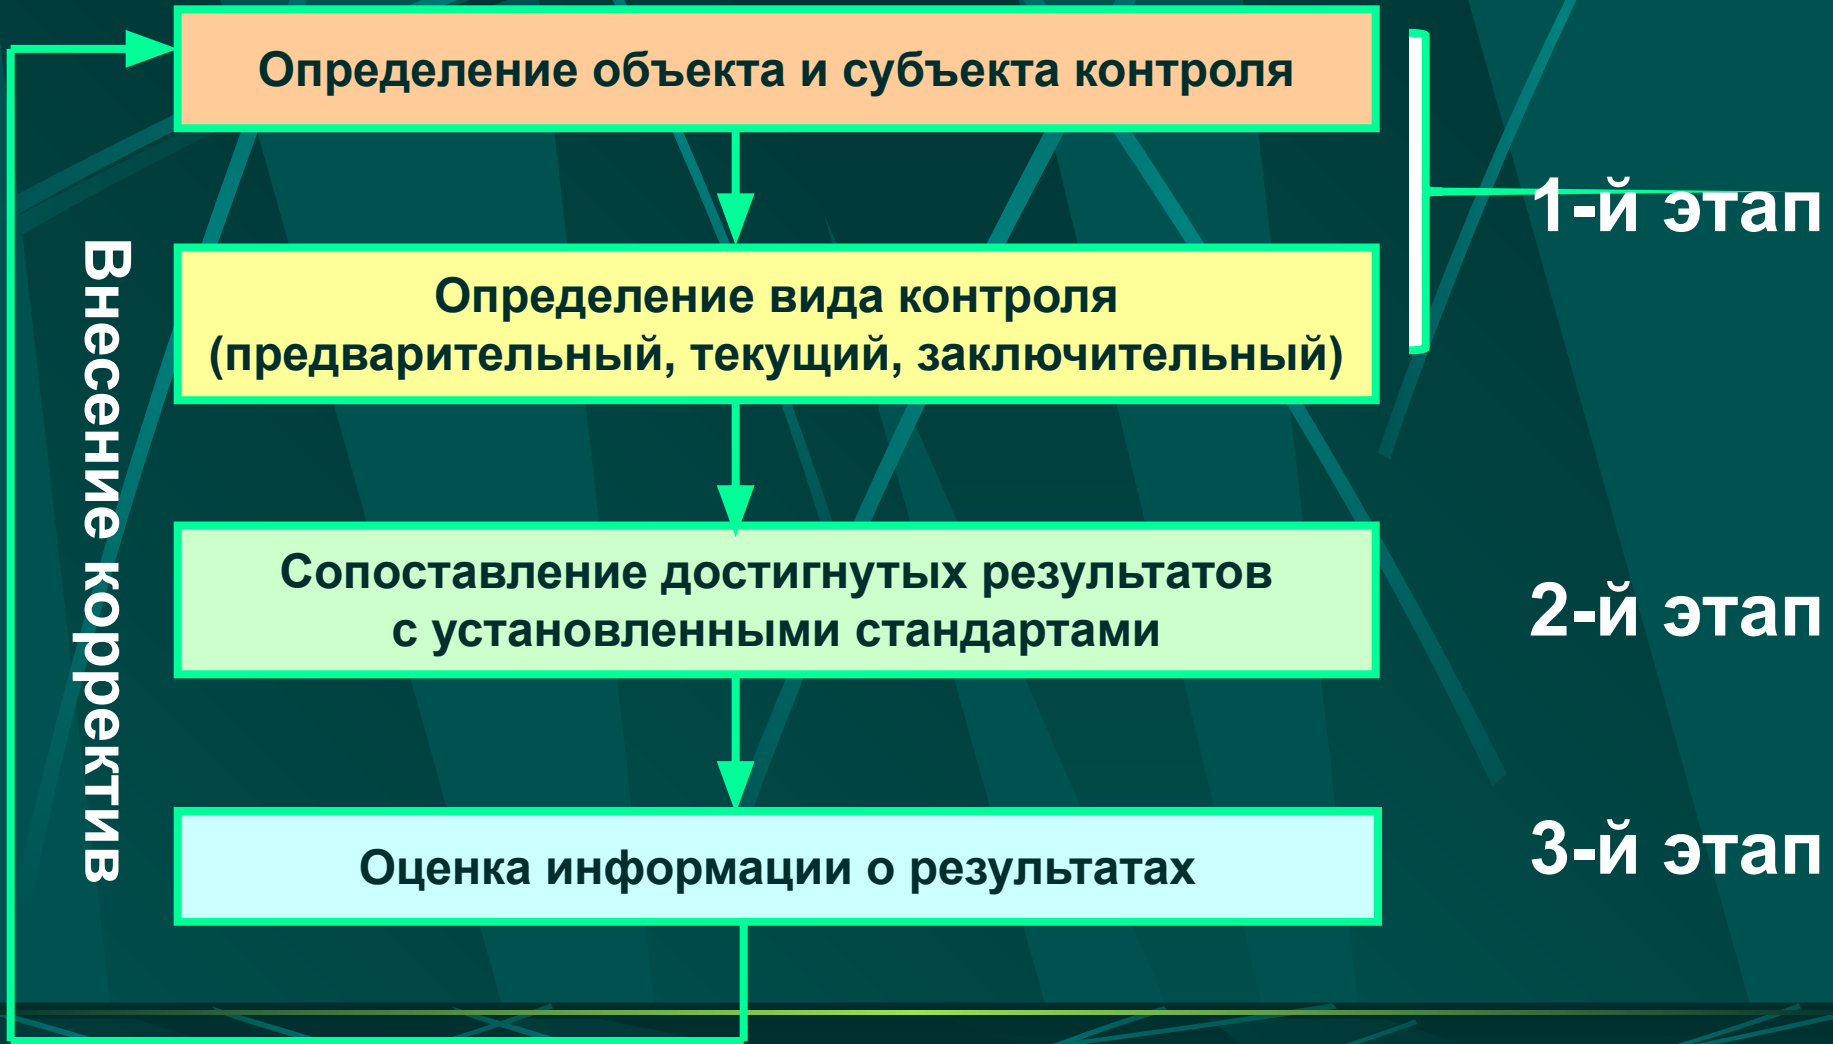 Определение объекта и субъекта контроля
1-й этап
Определение вида контроля
(предварительный, текущий, заключительный)
Внесение корректив
Сопоставление достигнутых результатов
с установленными стандартами
2-й этап
Оценка информации о результатах
3-й этап